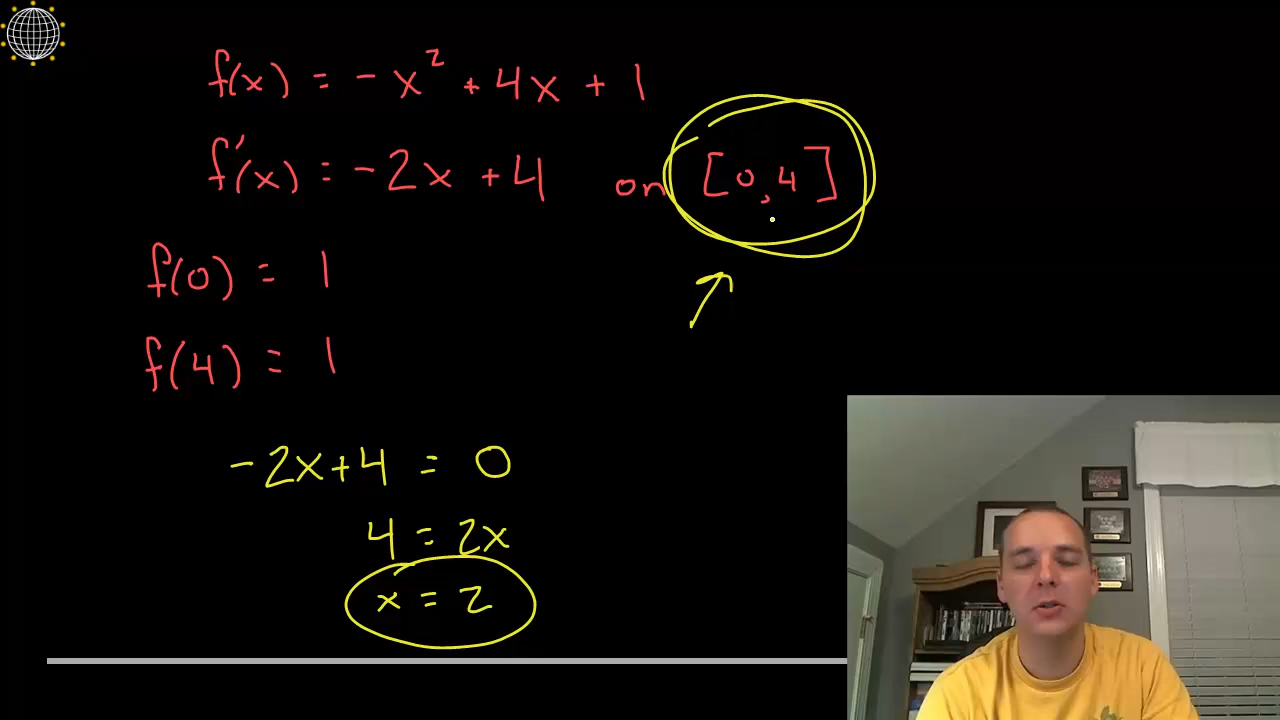 f(x) = -x² + 4x + 1
f'(x) = -2x + 4 on [0, 4]
f(0) = 1
f(4) = 1
-2x+4 = 0
4 = 2x
x = 2